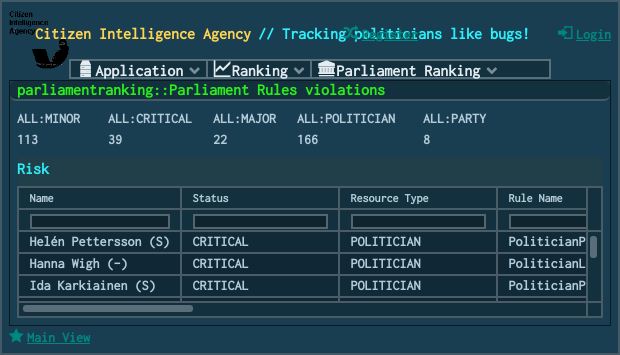 Citizen
Intelligence
Agency
Citizen Intelligence Agency // Tracking politicians like bugs!
Login
Application Ranking Parliament Ranking
parliamentranking::Parliament Rules violations
ALL:MINOR ALL:CRITICAL ALL:MAJOR ALL:POLITICIAN ALL:PARTY
113 39 22 166 8
Risk
Name Status Resource Type Rule Name
Helén Pettersson (S) CRITICAL POLITICIAN PoliticianP
Hanna Wigh (-) CRITICAL POLITICIAN PoliticianL
Ida Karkiainen (S) CRITICAL POLITICIAN PoliticianP
Main View